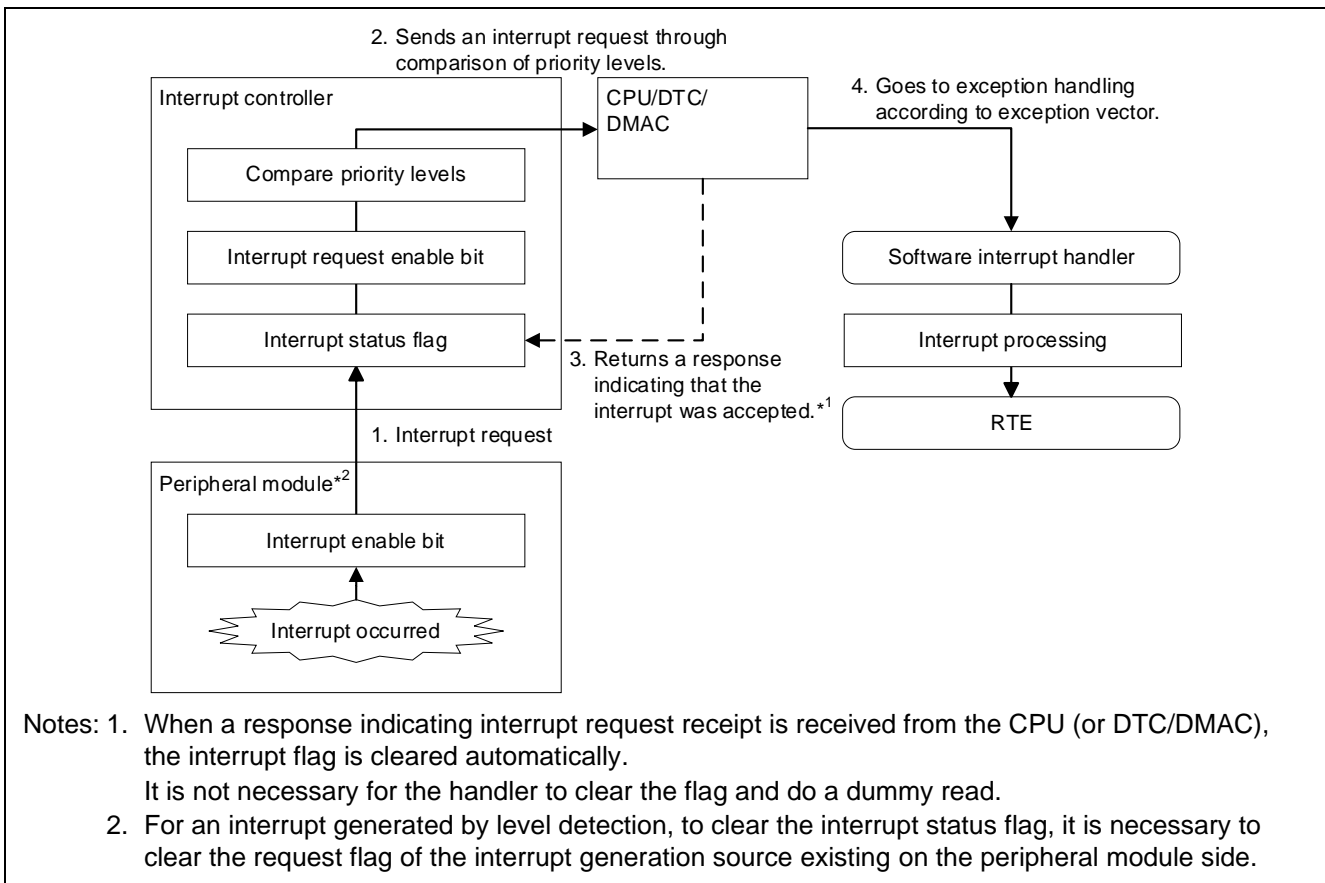 2. Sends an interrupt request through
comparison of priority levels.
Interrupt controller
CPU/DTC/
DMAC
4. Goes to exception handling
according to exception vector.
Compare priority levels
Interrupt request enable bit
Software interrupt handler
Interrupt status flag
Interrupt processing
3. Returns a response
indicating that the
interrupt was accepted.*1
RTE
1. Interrupt request
Peripheral module*2
Interrupt enable bit
Interrupt occurred
Notes: 1. When a response indicating interrupt request receipt is received from the CPU (or DTC/DMAC),
the interrupt flag is cleared automatically.
It is not necessary for the handler to clear the flag and do a dummy read.
2. For an interrupt generated by level detection, to clear the interrupt status flag, it is necessary to
clear the request flag of the interrupt generation source existing on the peripheral module side.